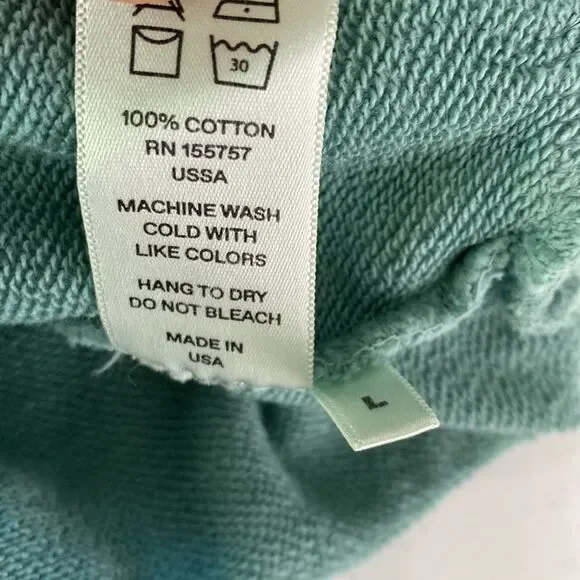 30
100% COTTON
RN 155757
USSA
MACHINE WASH
COLD WITH
LIKE COLORS
HANG TO DRY
DO NOT BLEACH
MADE IN
USA
L